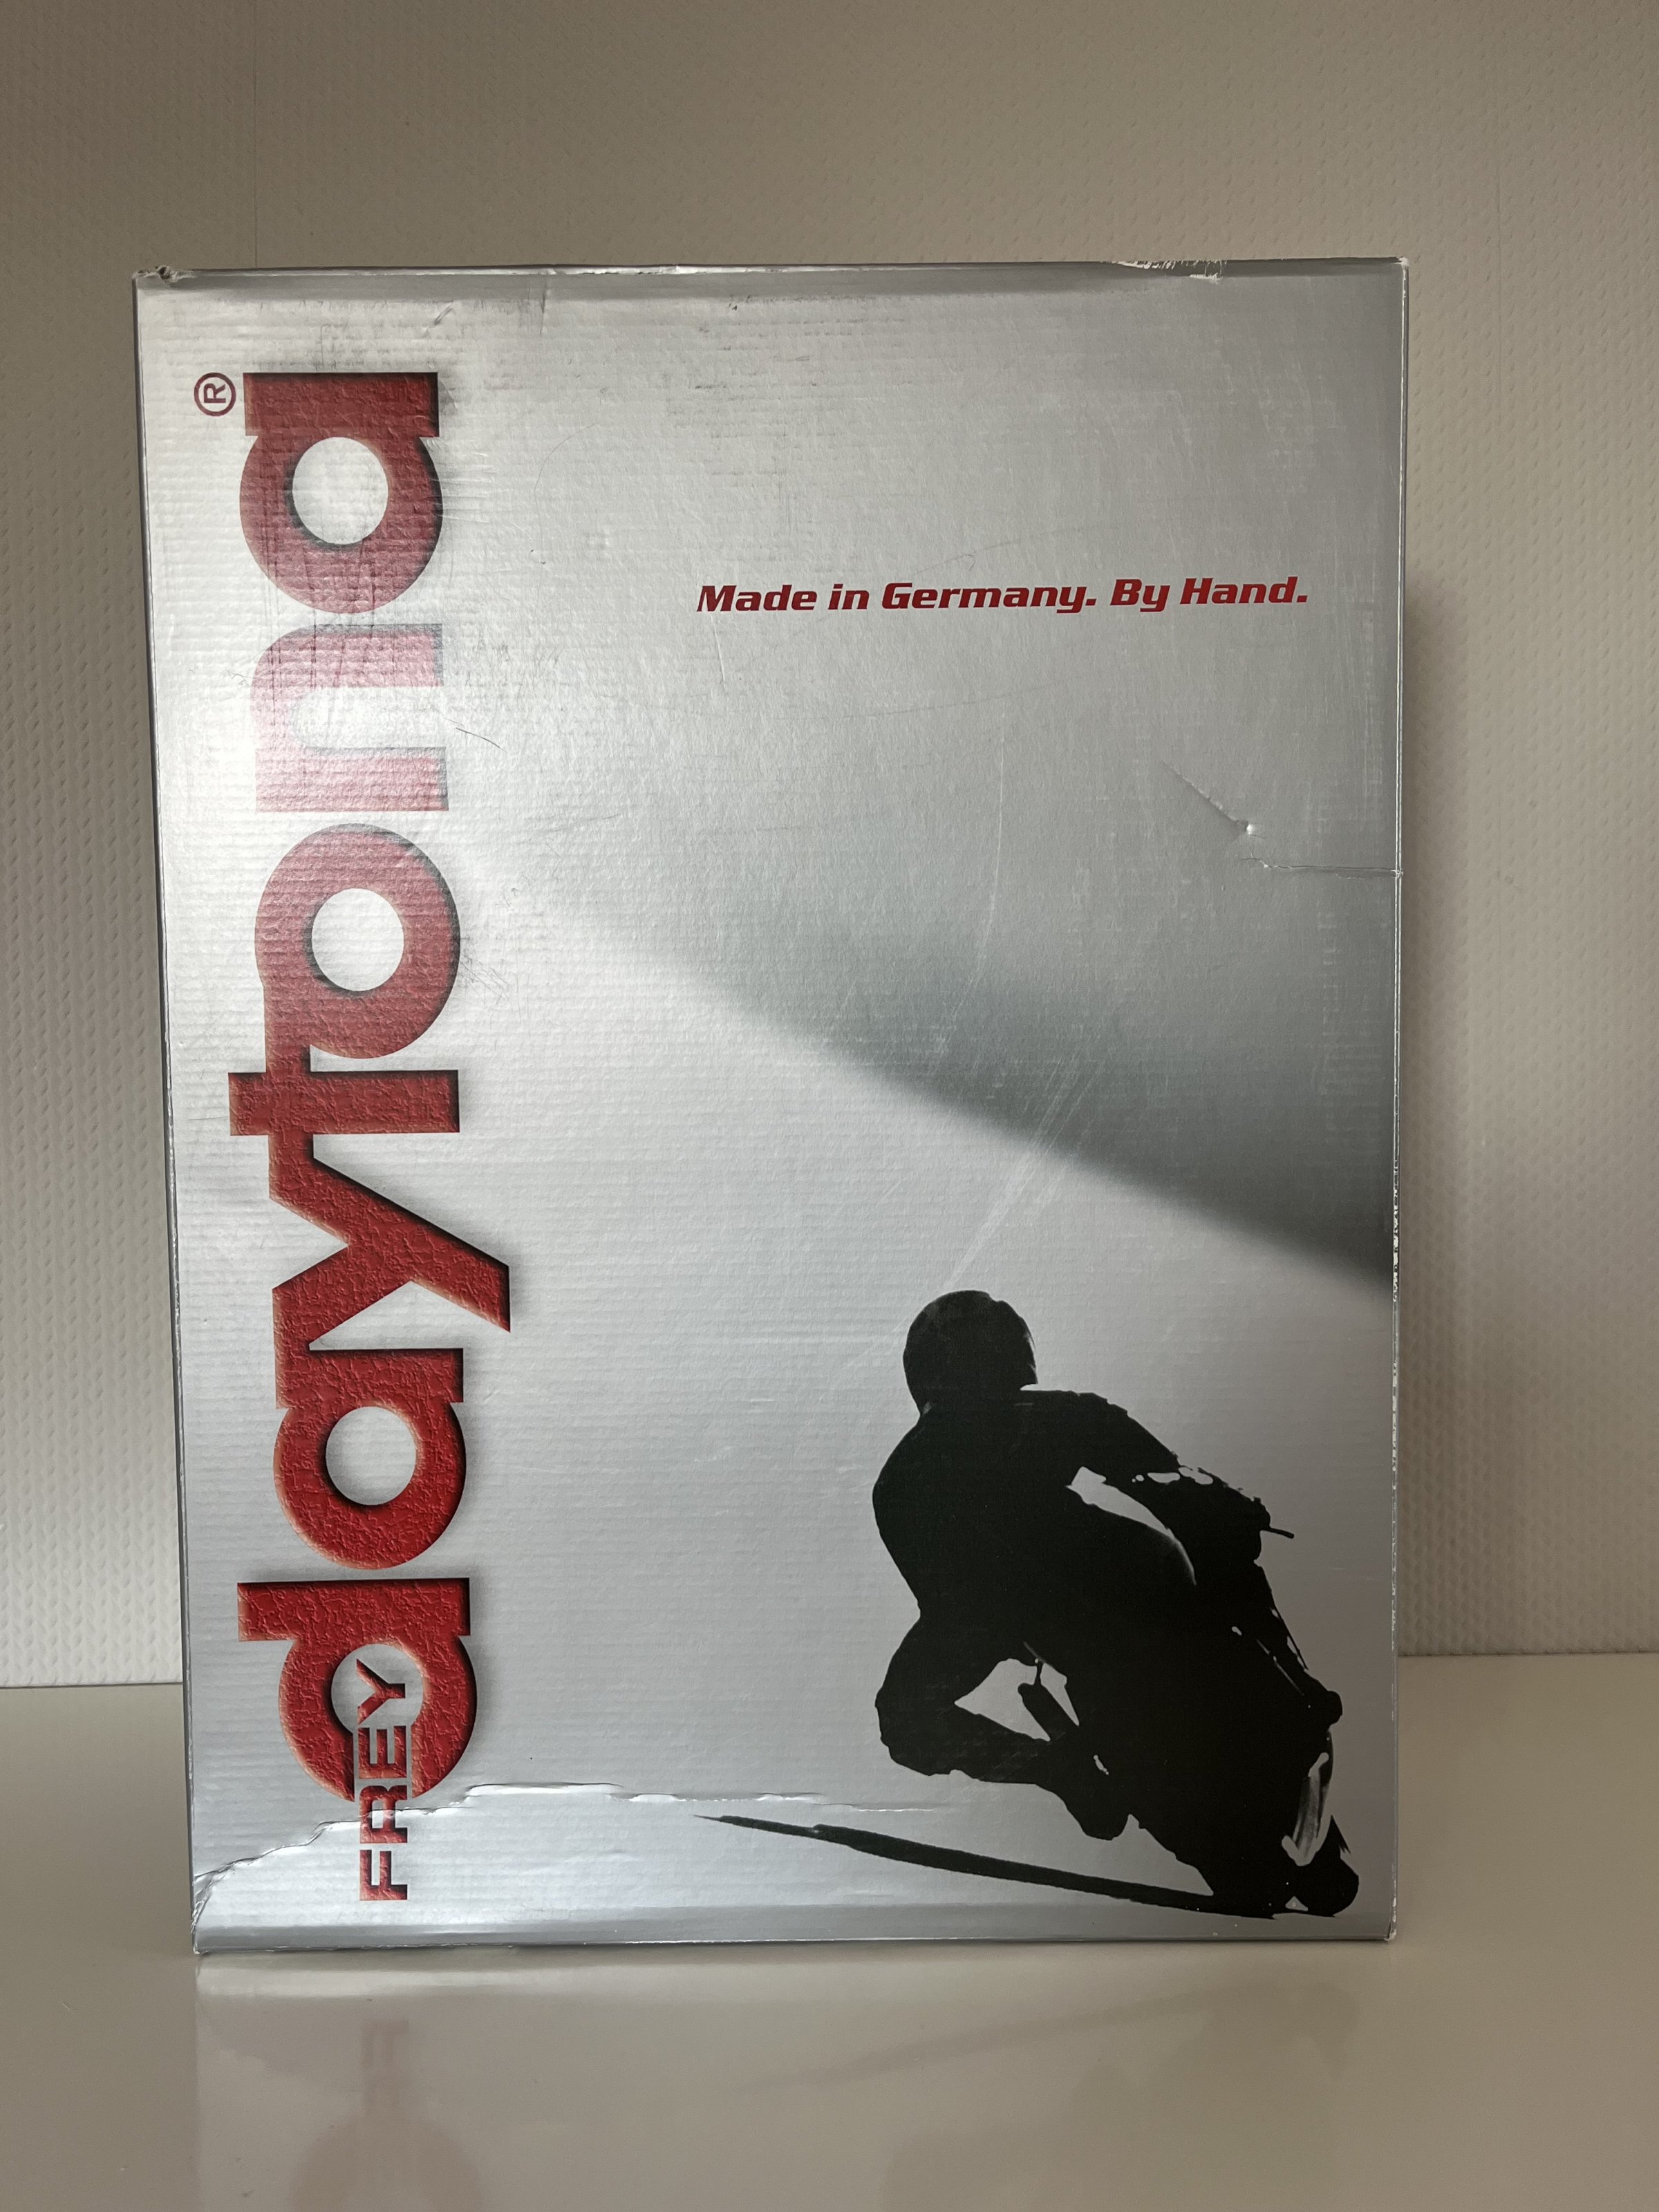 FREY
daytona®
Made in Germany. By Hand.